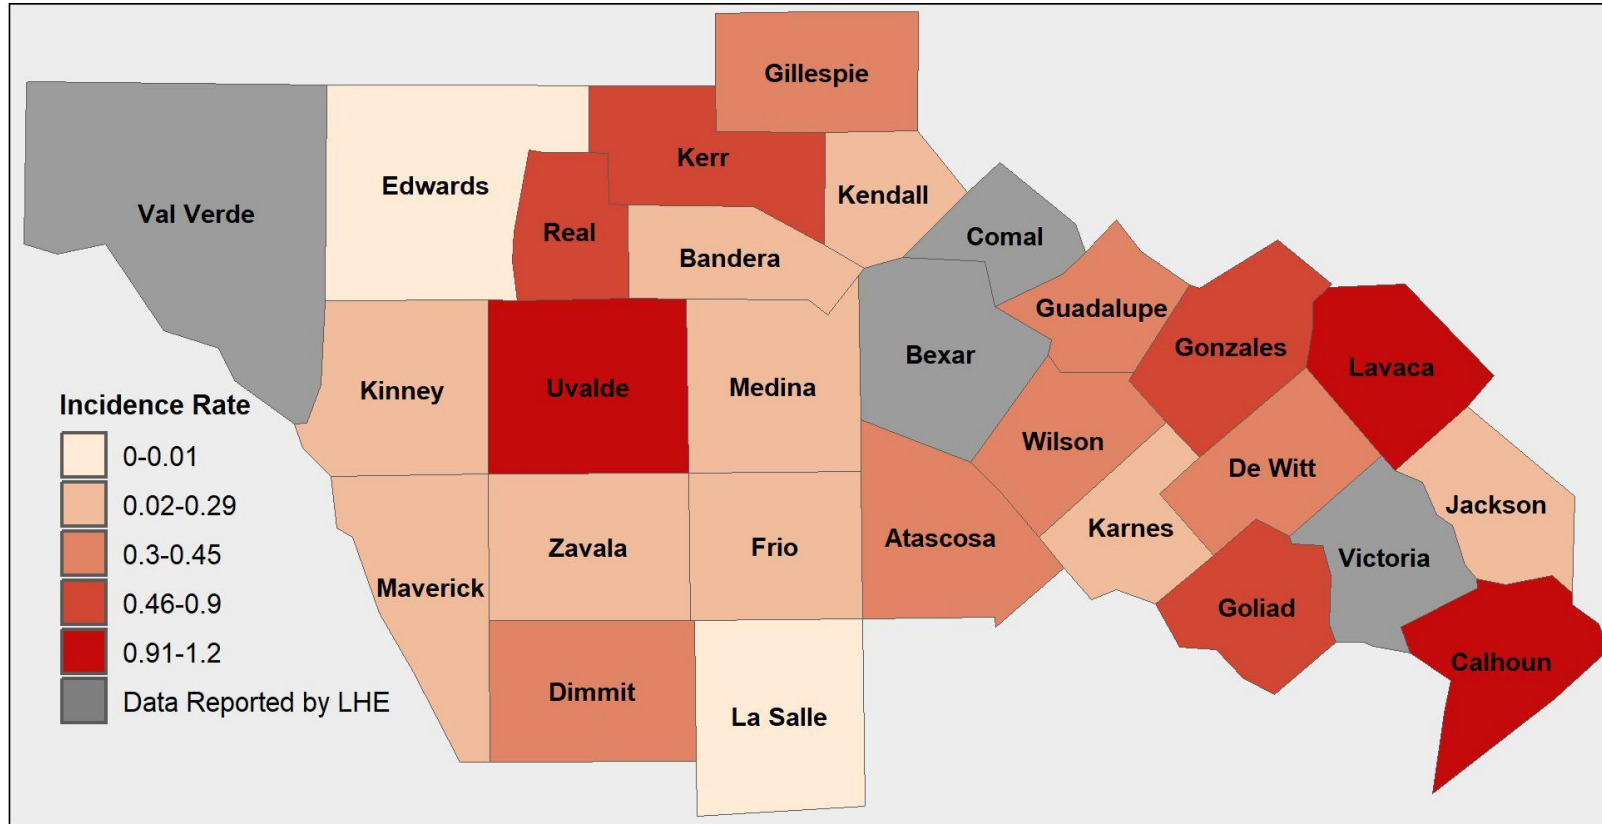 Gillespie
Kerr
Edwards
Kendall
Val Verde
Real
Comal
Bandera
Guadalupe
Gonzales
Bexar
Lavaca
Kinney
Uvalde
Medina
Incidence Rate
0-0.01
0.02-0.29
0.3-0.45
0.46-0.9
0.91-1.2
Data Reported by LHE
Wilson
De Witt
Jackson
Karnes
Atascosa
Zavala
Frio
Victoria
Maverick
Goliad
Calhoun
Dimmit
La Salle